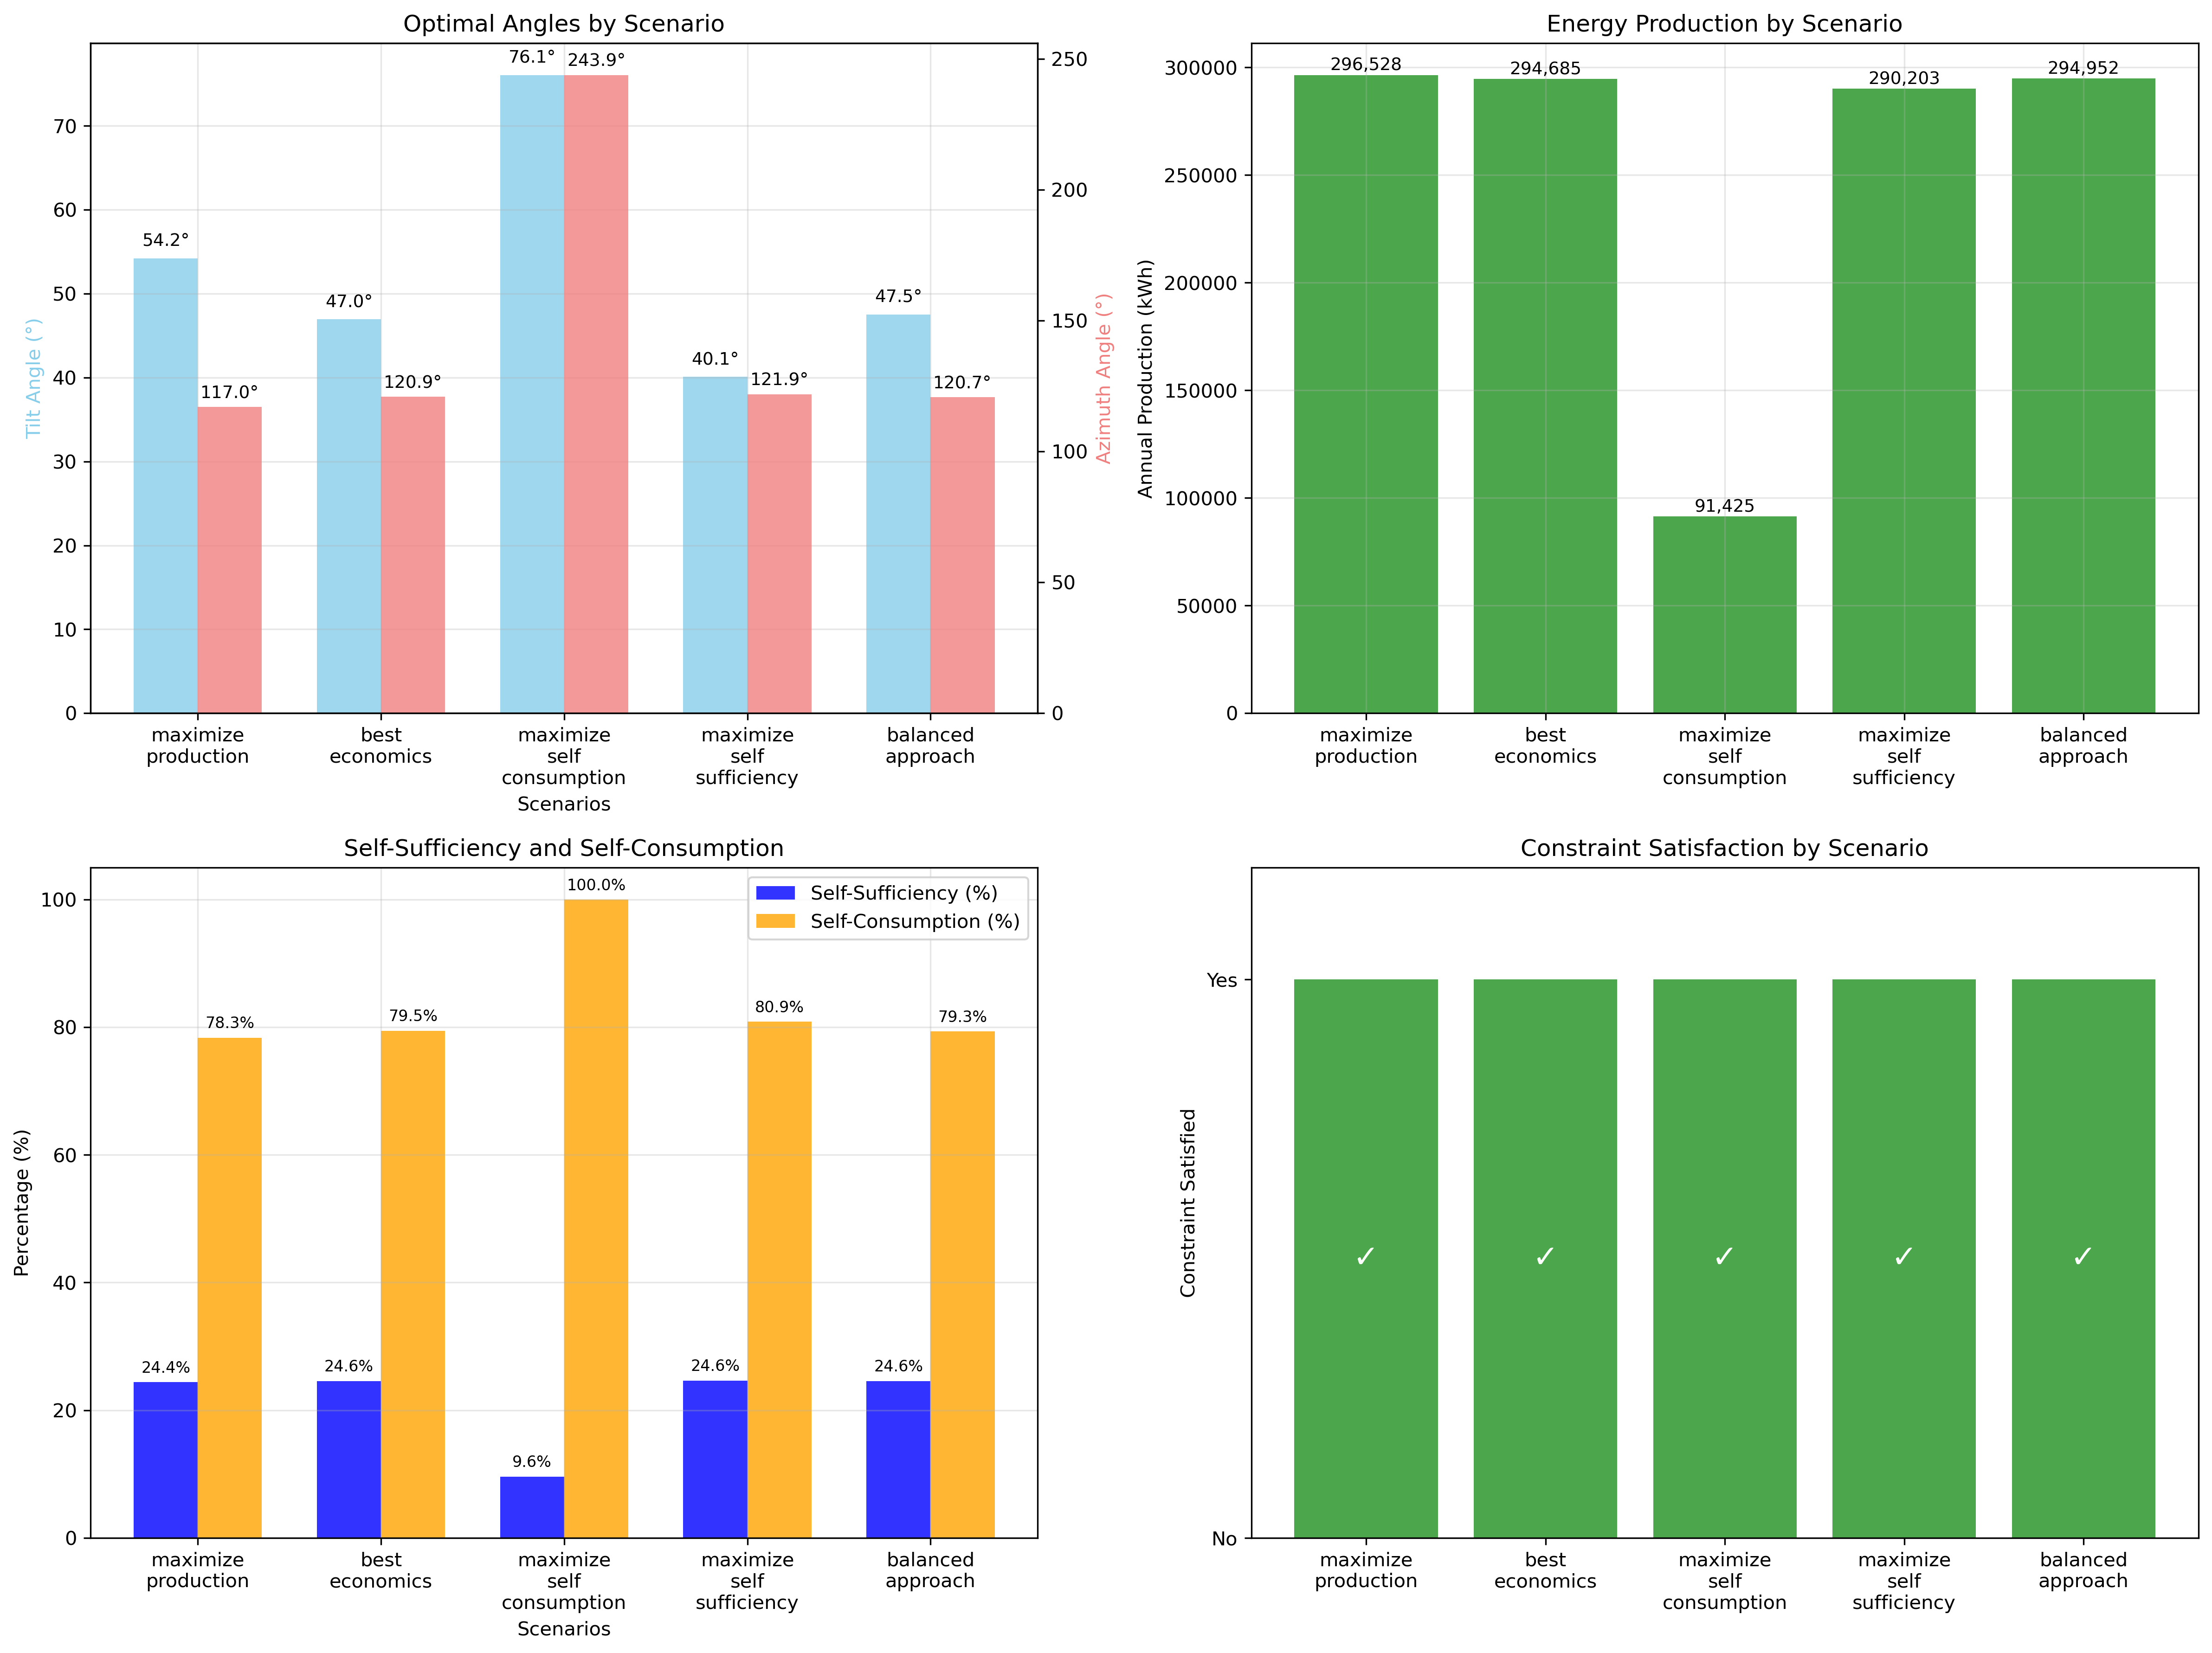 Optimal Angles by Scenario
Tilt Angle (°)
Azimuth Angle (°)
0
10
20
30
40
50
60
70
0
50
100
150
200
250
54.2°
117.0°
47.0°
120.9°
76.1°
243.9°
40.1°
121.9°
47.5°
120.7°
maximize
production
best
economics
maximize
self
consumption
maximize
self
sufficiency
balanced
approach
Scenarios
Energy Production by Scenario
Annual Production (kWh)
300000
250000
200000
150000
100000
50000
0
296,528
294,685
91,425
290,203
294,952
maximize
production
best
economics
maximize
self
consumption
maximize
self
sufficiency
balanced
approach
Self-Sufficiency and Self-Consumption
Self-Sufficiency (%)
Self-Consumption (%)
Percentage (%)
100
80
60
40
20
0
24.4%
78.3%
24.6%
79.5%
9.6%
100.0%
24.6%
80.9%
24.6%
79.3%
maximize
production
best
economics
maximize
self
consumption
maximize
self
sufficiency
balanced
approach
Scenarios
Constraint Satisfaction by Scenario
Constraint Satisfied
Yes
No
✓ ✓ ✓ ✓ ✓
maximize
production
best
economics
maximize
self
consumption
maximize
self
sufficiency
balanced
approach